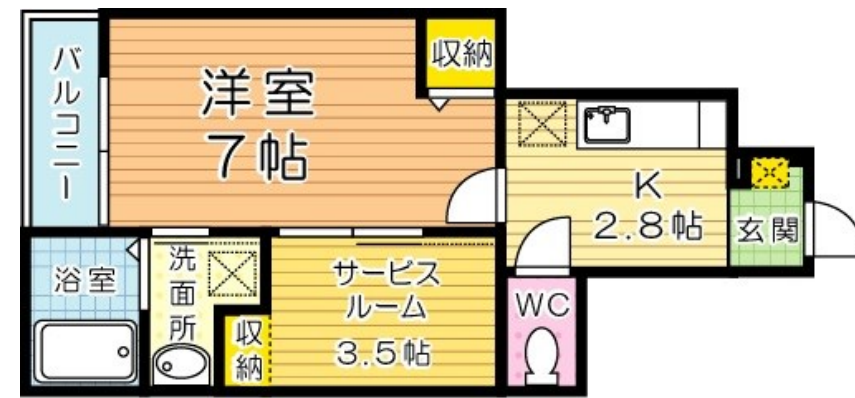 バルコニー
洋室
7帖
収納
K
2.8帖
玄関
浴室
洗面所
収納
サービス
ルーム
3.5帖
WC